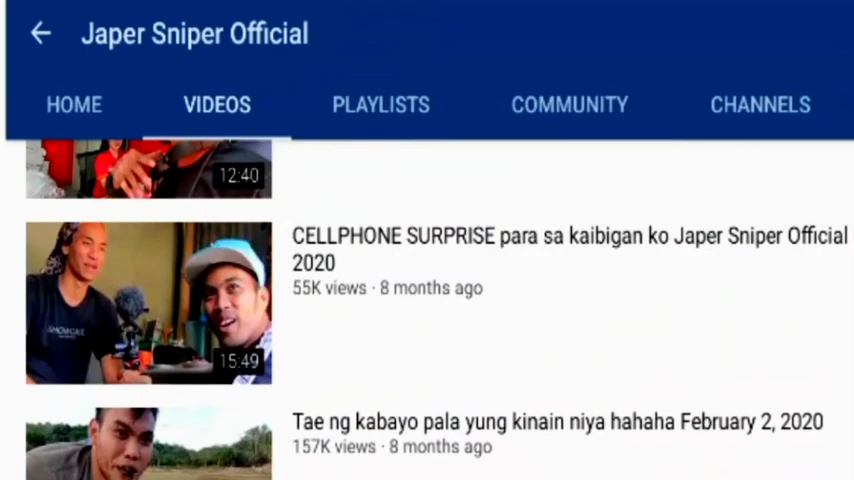 Japer Sniper Official
HOME VIDEOS PLAYLISTS COMMUNITY CHANNELS
12:40
CELLPHONE SURPRISE para sa kaibigan ko Japer Sniper Official
2020
55K views · 8 months ago
15:49
Tae ng kabayo pala yung kinain niya hahaha February 2, 2020
157K views · 8 months ago